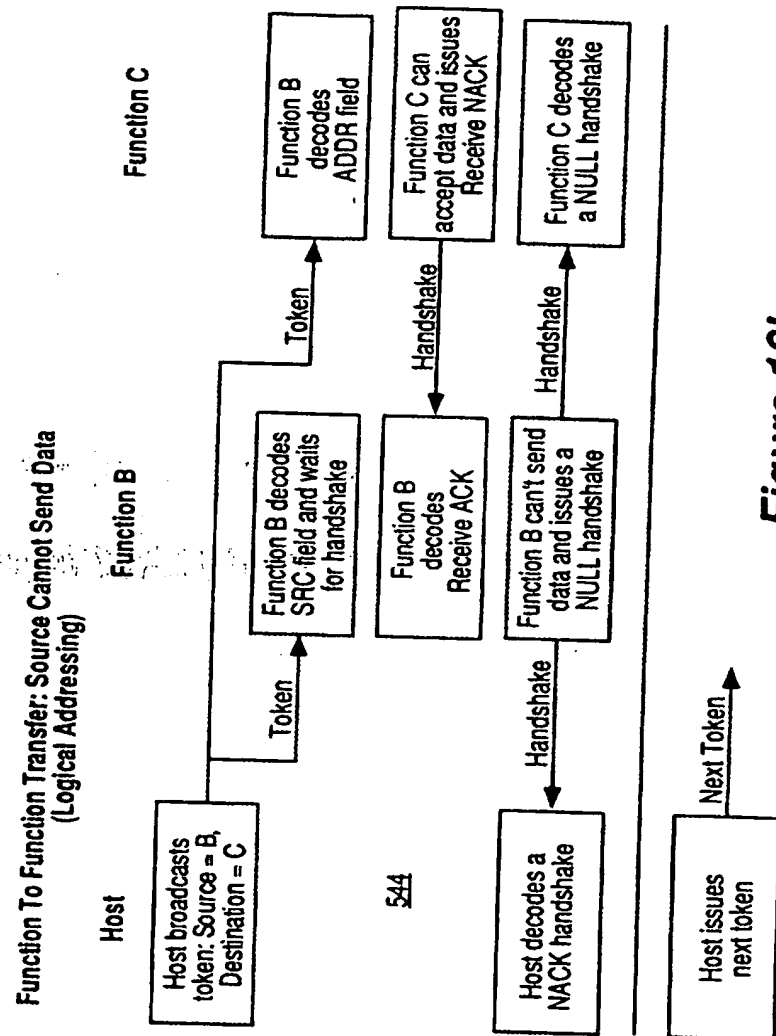 Function To Function Transfer: Source Cannot Send Data
(Logical Addressing)
Host
Function B
Function C
Host broadcasts
token: Source = B,
Destination = C
Token
Function B decodes
SRC field and waits
for handshake
Token
Function B
decodes
ADDR field
544
Function B
decodes
Receive ACK
Handshake
Function C can
accept data and issues
Receive NACK
Host decodes a
NACK handshake
Handshake
Function B can't send
data and issues a
NULL handshake
Handshake
Function C decodes
a NULL handshake
Host issues
next token
Next Token
Figure